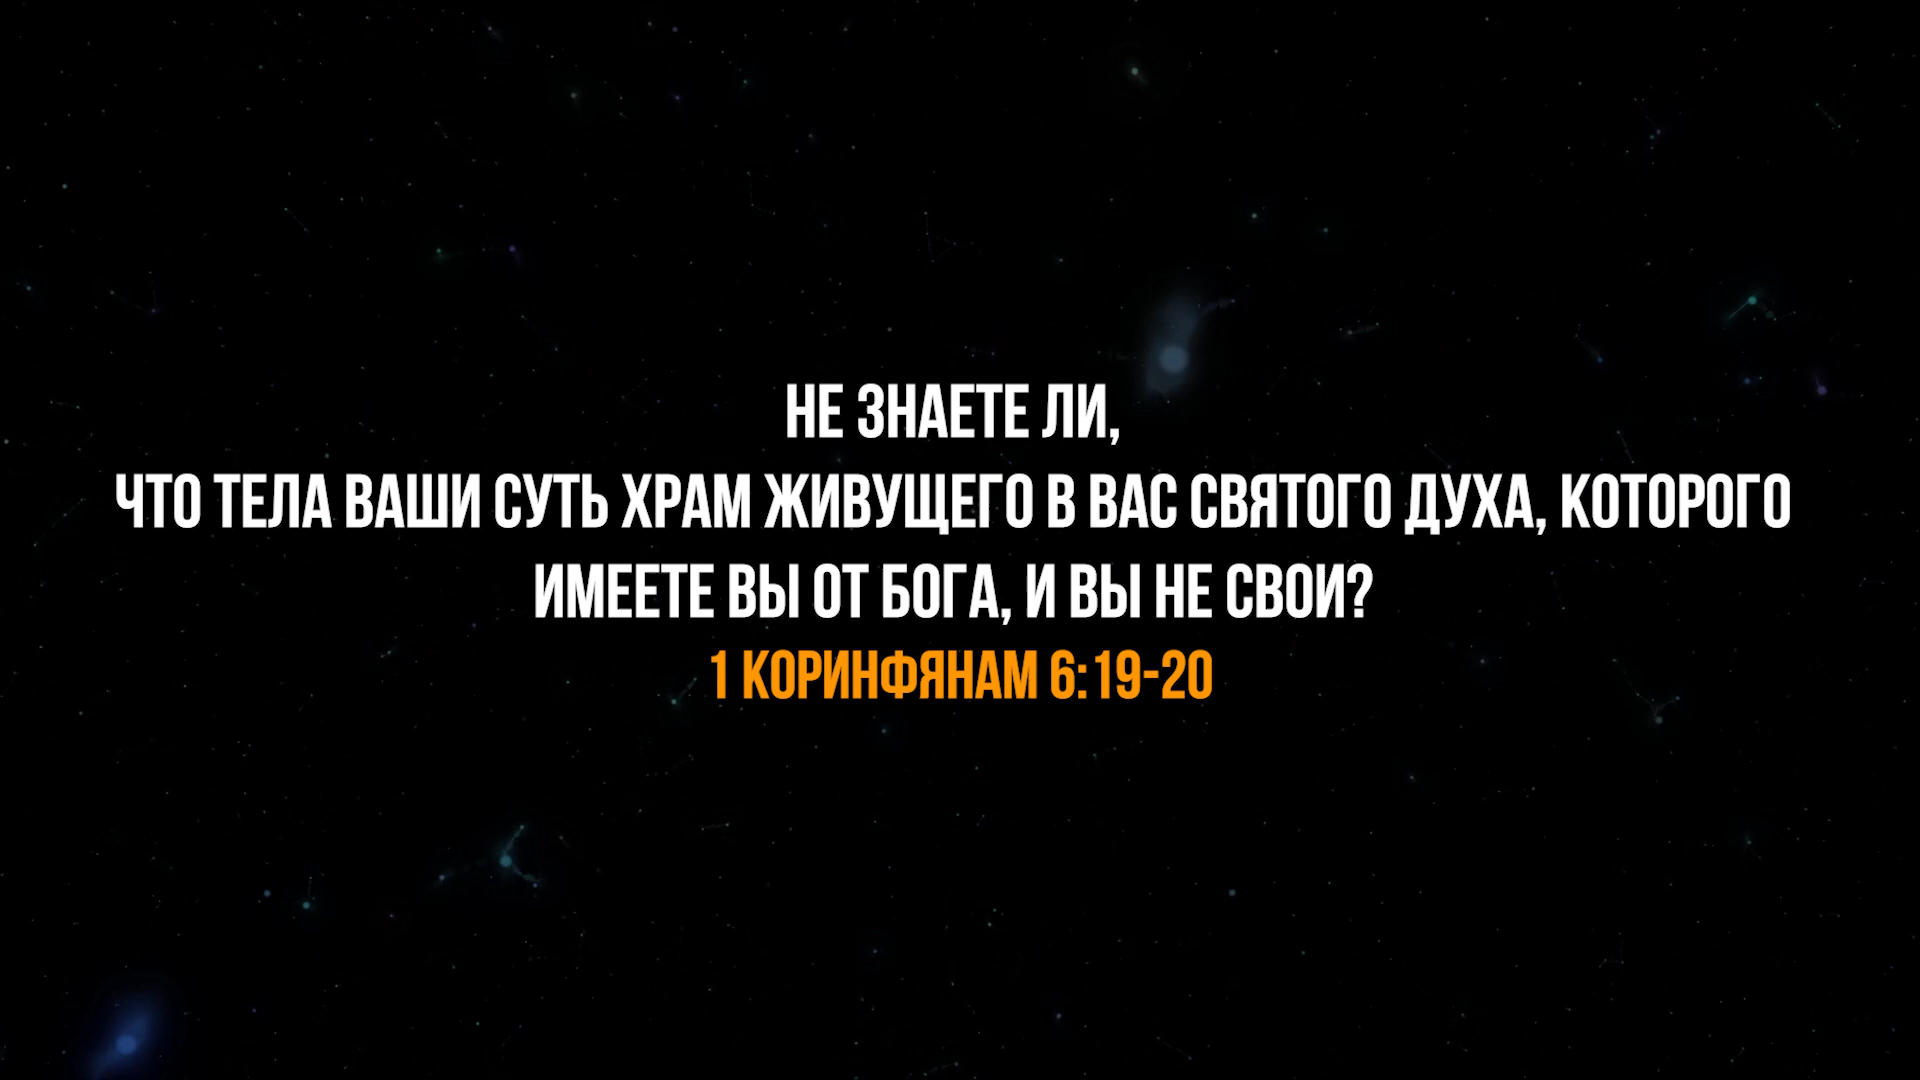 НЕ ЗНАЕТЕ ЛИ,
ЧТО ТЕЛА ВАШИ СУТЬ ХРАМ ЖИВУЩЕГО В ВАС СВЯТОГО ДУХА, КОТОРОГО
ИМЕЕТЕ ВЫ ОТ БОГА, И ВЫ НЕ СВОИ?
1 КОРИНФЯНАМ 6:19-20